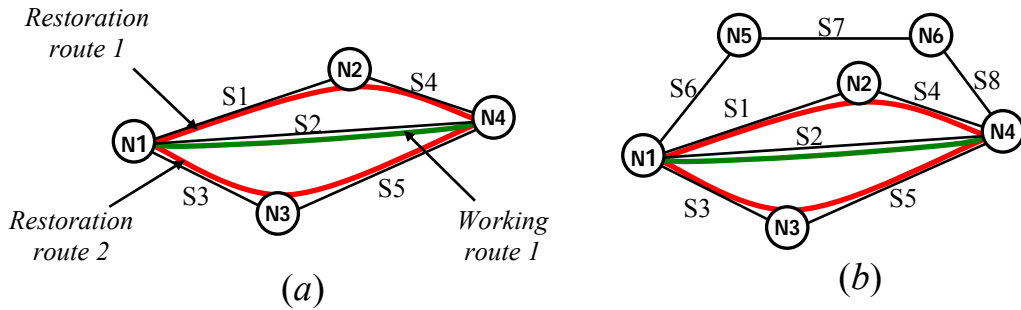 Restoration
route 1
N2
S4
S1
N4
S2
N1
S3
S5
N3
Restoration
route 2
Working
route 1
(a)
N5
S7
N6
S6
S8
N2
S1
S4
S2
N4
N1
S3
S5
N3
(b)